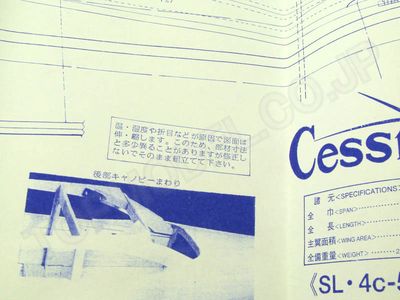 27
Cess
温・湿度や折目などが原因で図面は
伸・縮します。このため、部材寸法
と多少異ることがありますが修正し
ないでそのまま組立てて下さい。
後部キャノピーまわり
諸 元<SPECIFICATIONS>
全 巾<SPAN>
全 長<LENGTH>
主翼面積<WING AREA>
全備重量<WEIGHT>
《SL・4c-5